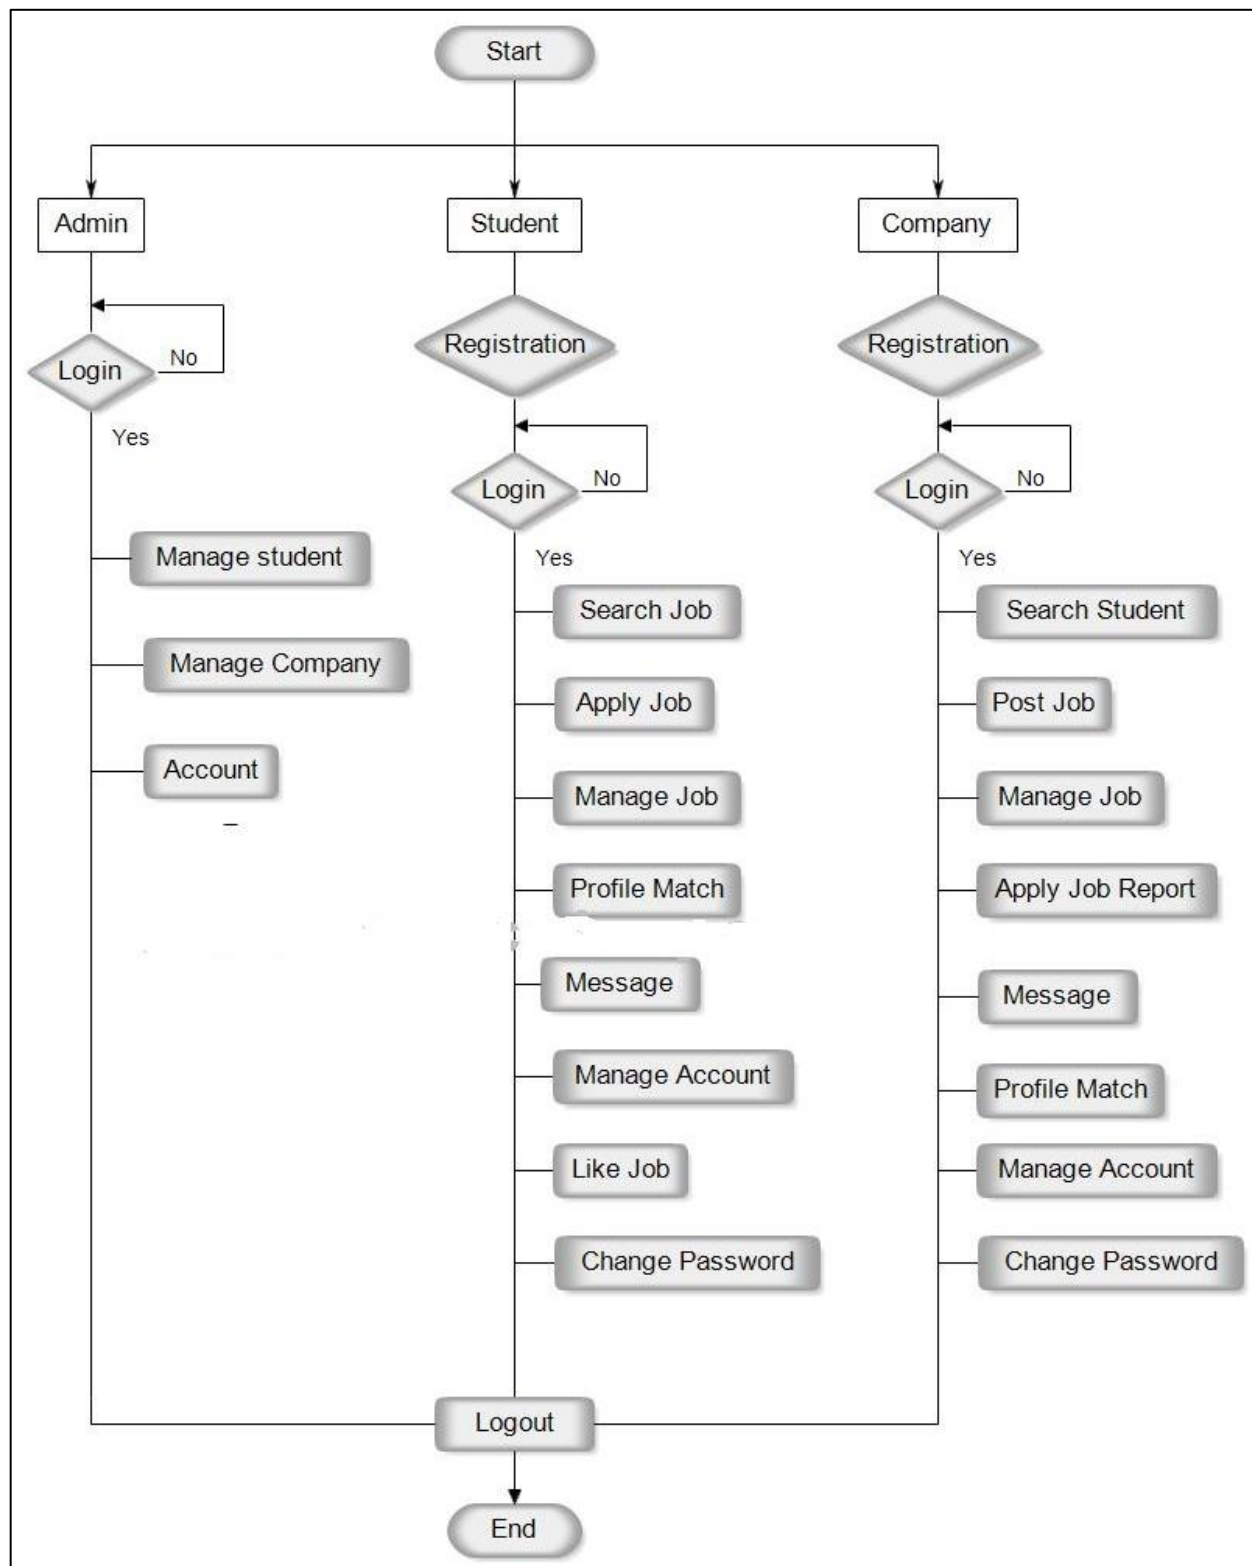 Start
Admin
Student
Company
Login
No
Yes
Registration
Registration
Login
No
Yes
Login
No
Yes
Manage student
Manage Company
Account
Search Job
Apply Job
Manage Job
Profile Match
Message
Manage Account
Like Job
Change Password
Search Student
Post Job
Manage Job
Apply Job Report
Message
Profile Match
Manage Account
Change Password
Logout
End